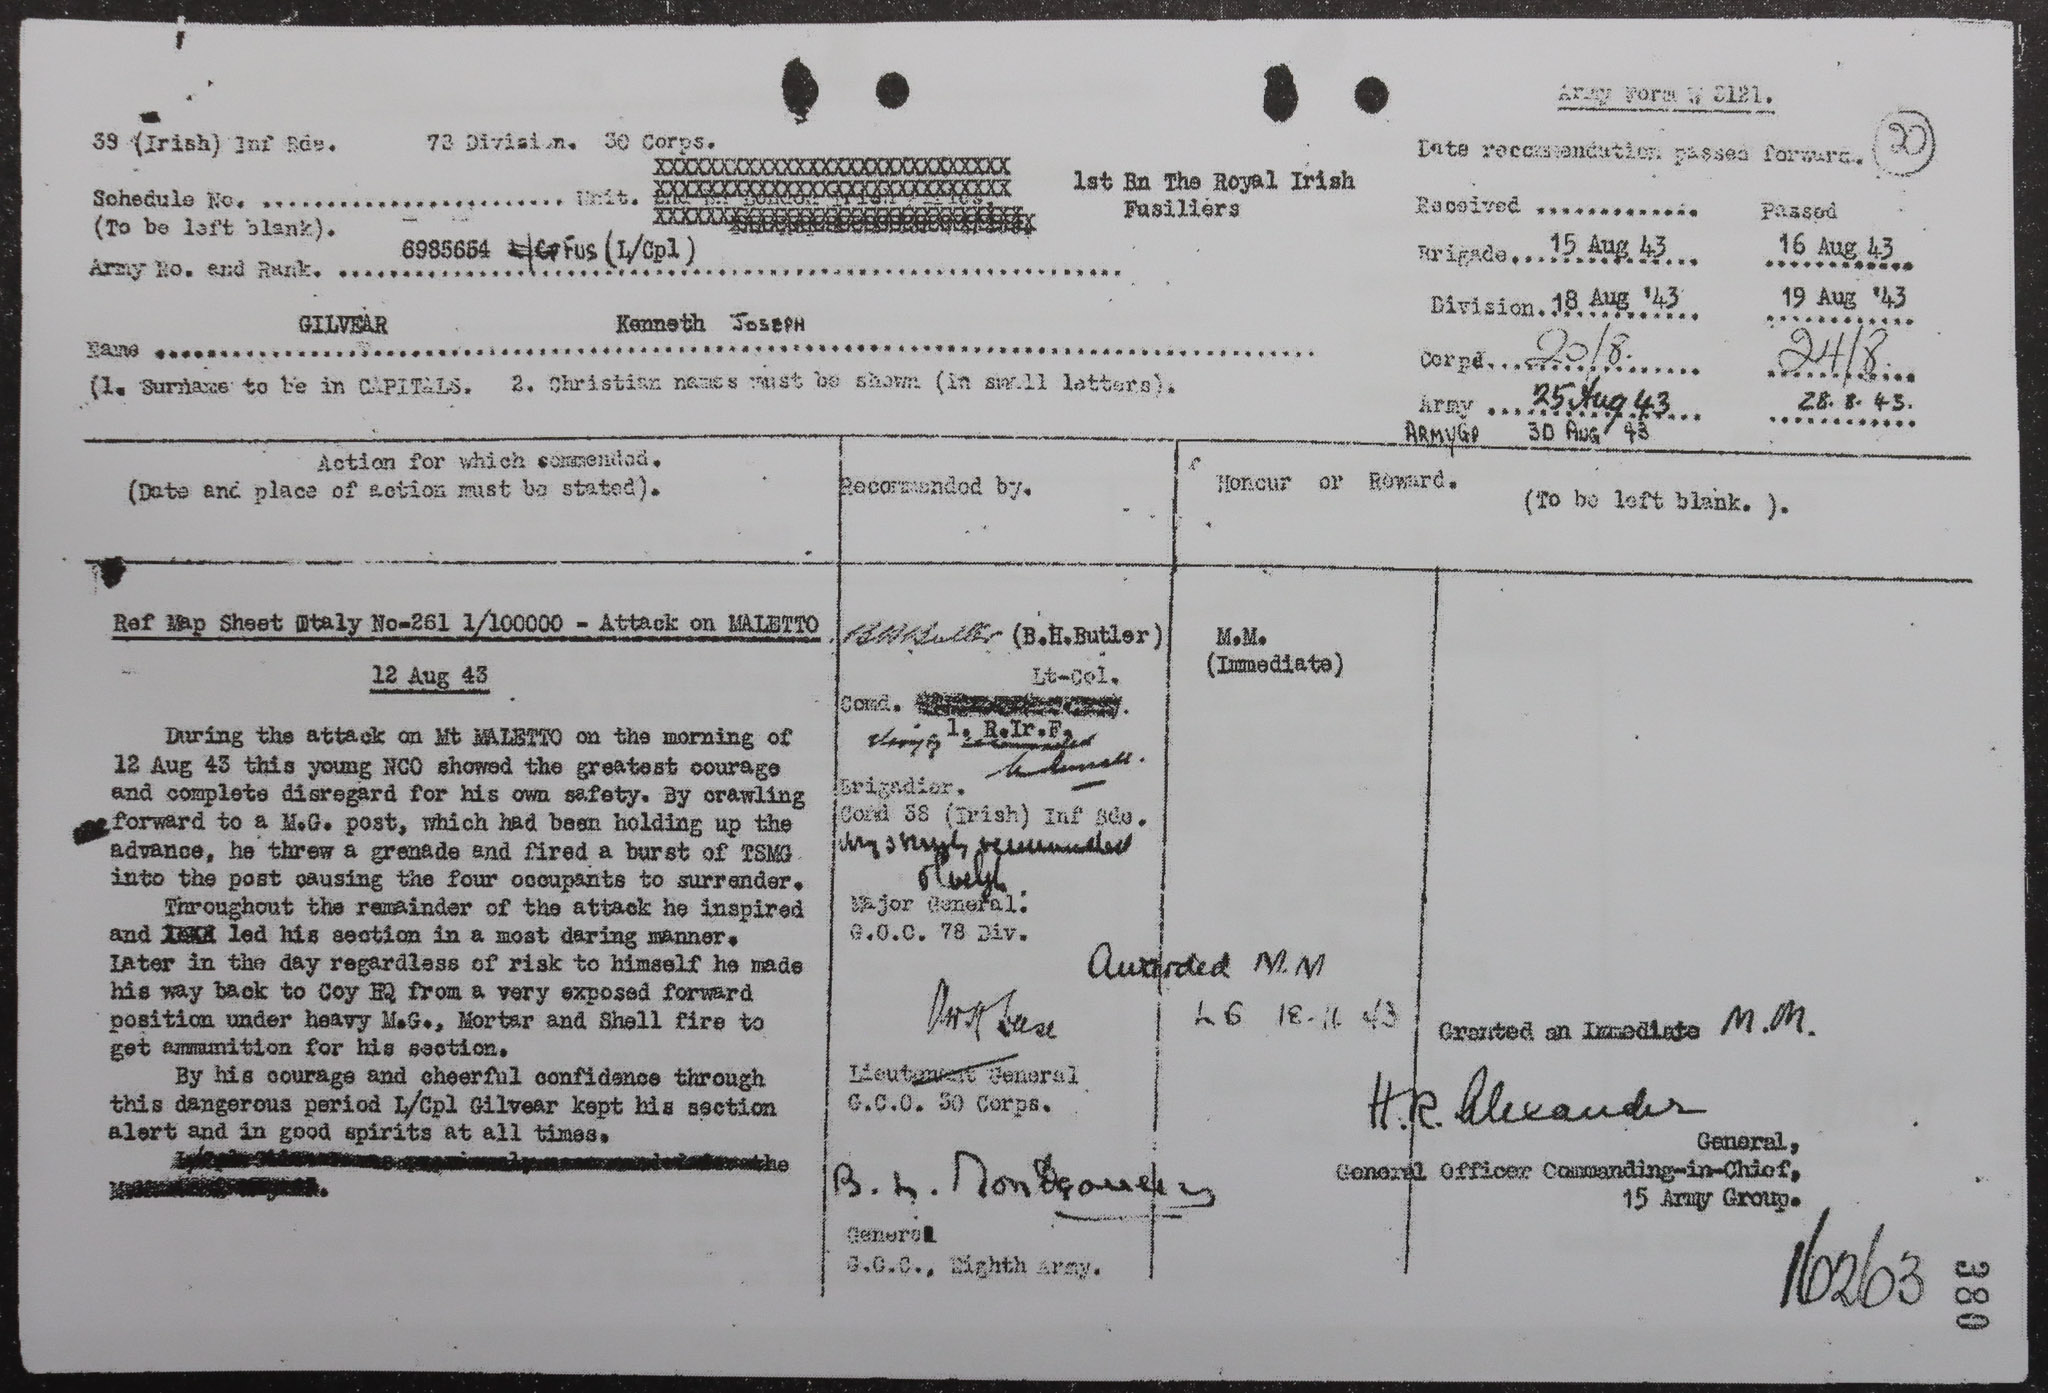 Army Form W 3121.
20
38 (Irish) Inf Bde. 78 Division. 30 Corps.
Date recommendation passed forward.
Schedule No. .......................... Unit.
1st Bn The Royal Irish
Fusiliers
(To be left blank).
Received ............. Passed
6985664 Fus (L/Cpl)
Army No. and Rank. ..............................
Brigade. 15 Aug 43 16 Aug 43
Division. 18 Aug '43 19 Aug '43
GILVEAR Kenneth JOSEPH
Name ..............................
Corps. 20/8. 24/8.
(1. Surname to be in CAPITALS. 2. Christian names must be shown (in small letters).
Army ... 25 Aug 43 28. 8. 43.
ARMY GP 30 AUG 43
Action for which commended.
(Date and place of action must be stated).
Recommended by.
Honour or Reward.
(To be left blank. ).
Ref Map Sheet Italy No-261 1/100000 - Attack on MALETTO
12 Aug 43
During the attack on Mt MALETTO on the morning of
12 Aug 43 this young NCO showed the greatest courage
and complete disregard for his own safety. By crawling
forward to a M.G. post, which had been holding up the
advance, he threw a grenade and fired a burst of TSMG
into the post causing the four occupants to surrender.
Throughout the remainder of the attack he inspired
and led his section in a most daring manner.
Later in the day regardless of risk to himself he made
his way back to Coy HQ from a very exposed forward
position under heavy M.G., Mortar and Shell fire to
get ammunition for his section.
By his courage and cheerful confidence through
this dangerous period L/Cpl Gilvear kept his section
alert and in good spirits at all times.
BHButler (B.H.Butler)
Lt-Col.
Comd.
1. R.Ir.F.
Strongly recommended
Brigadier.
Comd 38 (Irish) Inf Bde.
Very strongly recommended
Major General.
G.O.C. 78 Div.
Lieutenant General
G.O.C. 30 Corps.
B. L. Montgomery
General
G.O.C., Eighth Army.
M.M.
(Immediate)
Awarded M.M
LG 18-11 43
Granted an Immediate M.M.
H.R. Alexander
General,
General Officer Commanding-in-Chief,
15 Army Group.
16263
380